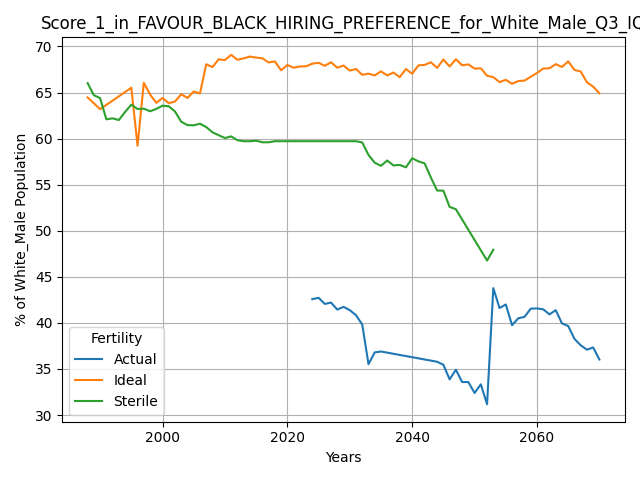 Score_1_in_FAVOUR_BLACK_HIRING_PREFERENCE_for_White_Male_Q3_IQ
% of White_Male Population
70
65
60
55
50
45
40
35
30
Fertility
Actual
Ideal
Sterile
2000 2020 2040 2060
Years